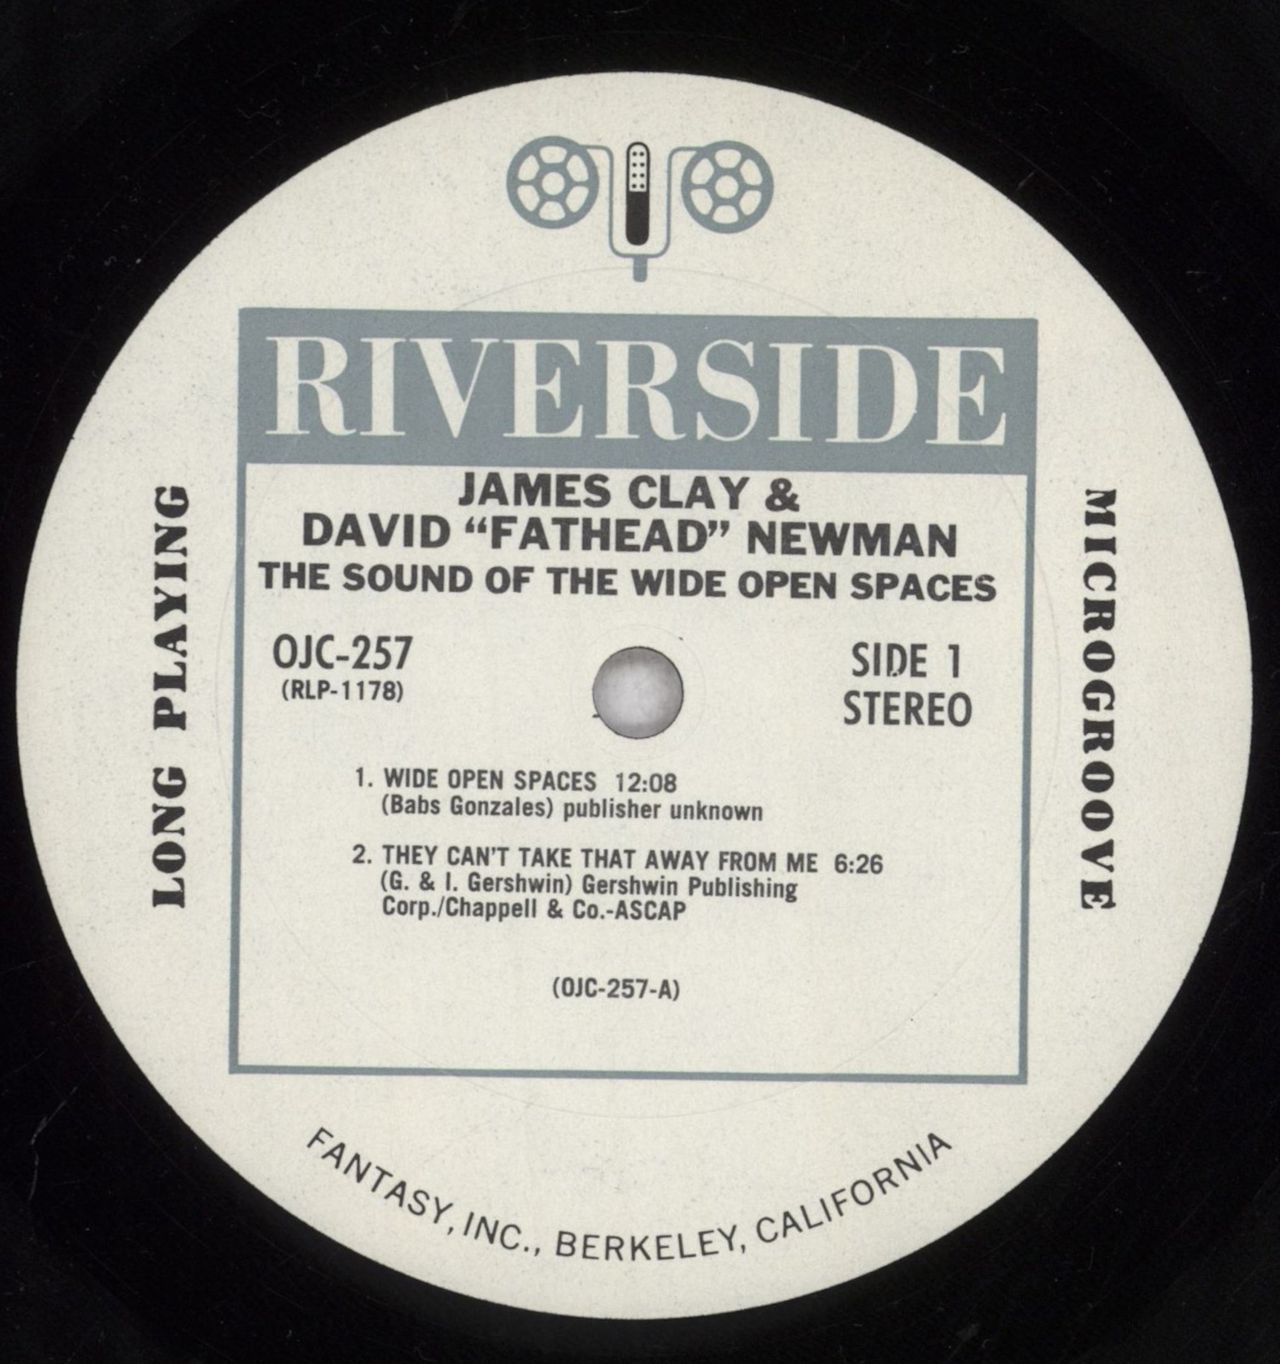 RIVERSIDE
JAMES CLAY &
DAVID “FATHEAD” NEWMAN
THE SOUND OF THE WIDE OPEN SPACES
OJC-257
(RLP-1178)
SIDE 1
STEREO
LONG PLAYING
MICROGROOVE
1. WIDE OPEN SPACES 12:08
(Babs Gonzales) publisher unknown
2. THEY CAN'T TAKE THAT AWAY FROM ME 6:26
(G. & I. Gershwin) Gershwin Publishing
Corp./Chappell & Co.-ASCAP
(OJC-257-A)
FANTASY, INC., BERKELEY, CALIFORNIA